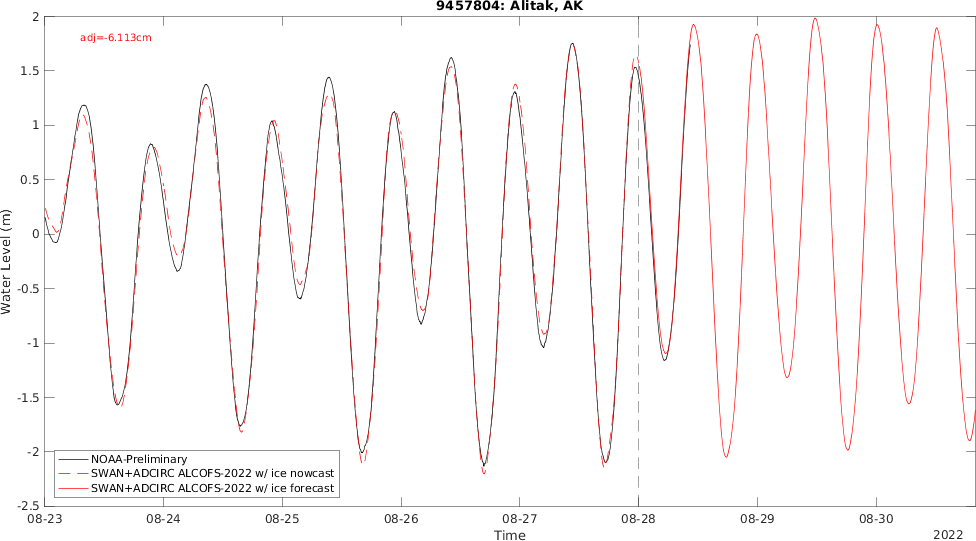 9457804: Alitak, AK
adj=-6.113cm
2
1.5
1
0.5
0
-0.5
-1
-1.5
-2
-2.5
Water Level (m)
NOAA-Preliminary
SWAN+ADCIRC ALCOFS-2022 w/ ice nowcast
SWAN+ADCIRC ALCOFS-2022 w/ ice forecast
08-23 08-24 08-25 08-26 08-27 08-28 08-29 08-30
Time
2022